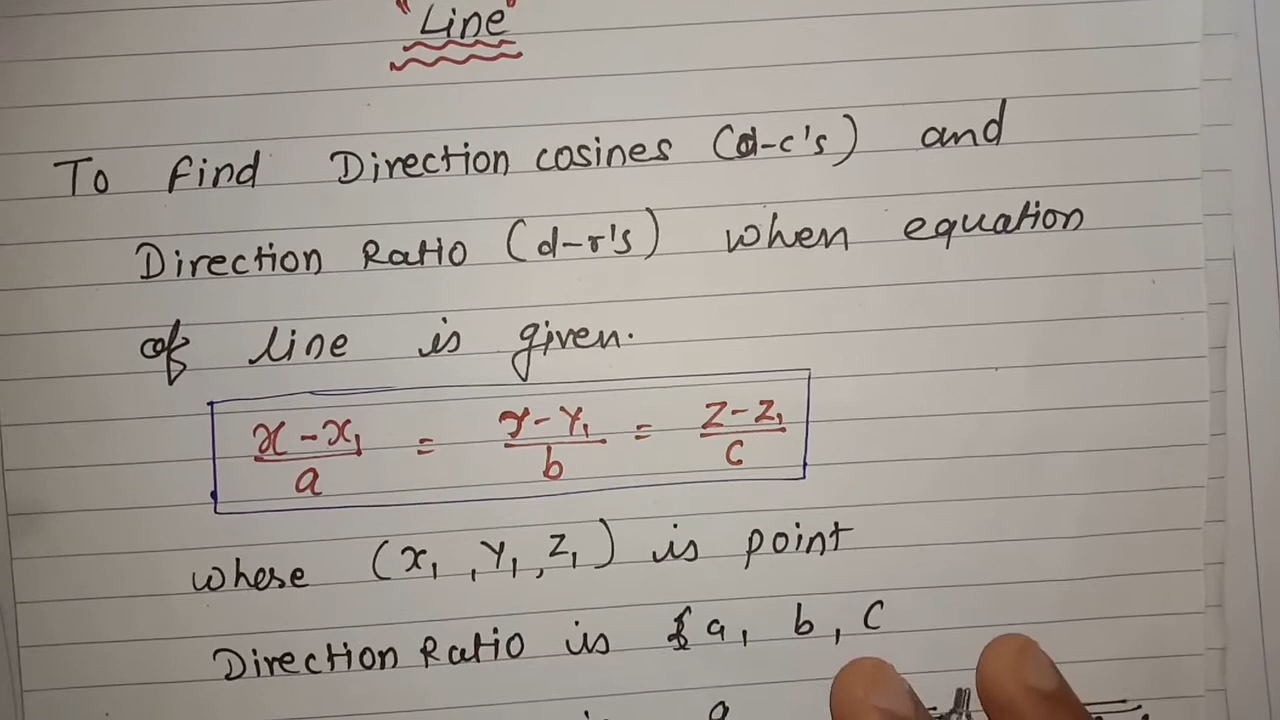 "Line"
To find Direction cosines (d-c's) and
Direction Ratio (d-r's) when equation
of line is given.
x-x₁/a = y-y₁/b = z-z₁/c
where (x₁, y₁, z₁) is point
Direction Ratio is a, b, c